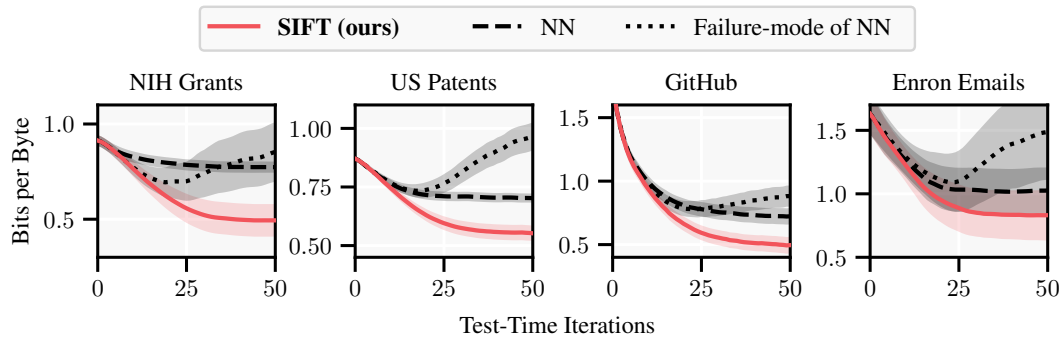 SIFT (ours) NN Failure-mode of NN
NIH Grants US Patents GitHub Enron Emails
Bits per Byte
1.0
0.5
0 25 50
1.00
0.75
0.50
0 25 50
1.5
1.0
0.5
0 25 50
1.5
1.0
0.5
0 25 50
Test-Time Iterations